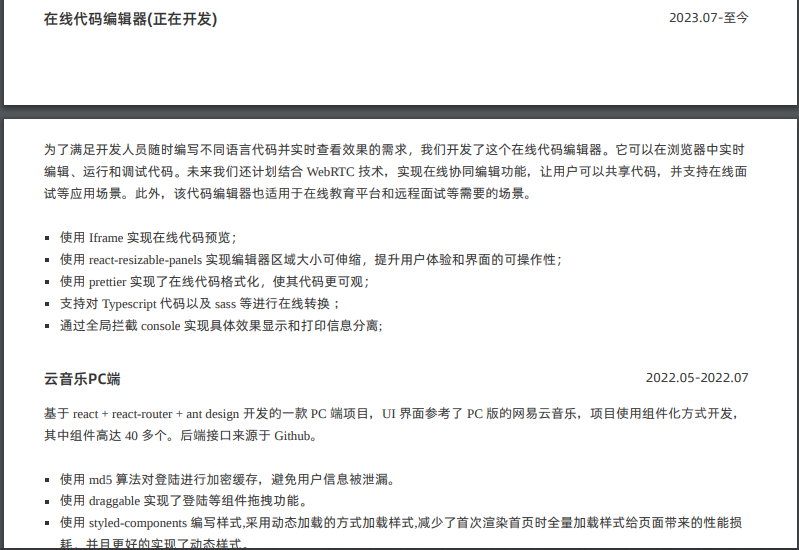 在线代码编辑器(正在开发)
2023.07-至今
为了满足开发人员随时编写不同语言代码并实时查看效果的需求，我们开发了这个在线代码编辑器。它可以在浏览器中实时
编辑、运行和调试代码。未来我们还计划结合 WebRTC 技术，实现在线协同编辑功能，让用户可以共享代码，并支持在线面
试等应用场景。此外，该代码编辑器也适用于在线教育平台和远程面试等需要的场景。
▪ 使用 Iframe 实现在线代码预览；
▪ 使用 react-resizable-panels 实现编辑器区域大小可伸缩，提升用户体验和界面的可操作性；
▪ 使用 prettier 实现了在线代码格式化，使其代码更可观；
▪ 支持对 Typescript 代码以及 sass 等进行在线转换 ；
▪ 通过全局拦截 console 实现具体效果显示和打印信息分离;
云音乐PC端
2022.05-2022.07
基于 react + react-router + ant design 开发的一款 PC 端项目，UI 界面参考了 PC 版的网易云音乐，项目使用组件化方式开发，
其中组件高达 40 多个。后端接口来源于 Github。
▪ 使用 md5 算法对登陆进行加密缓存，避免用户信息被泄漏。
▪ 使用 draggable 实现了登陆等组件拖拽功能。
▪ 使用 styled-components 编写样式,采用动态加载的方式加载样式,减少了首次渲染首页时全量加载样式给页面带来的性能损
耗，并且更好的实现了动态样式。